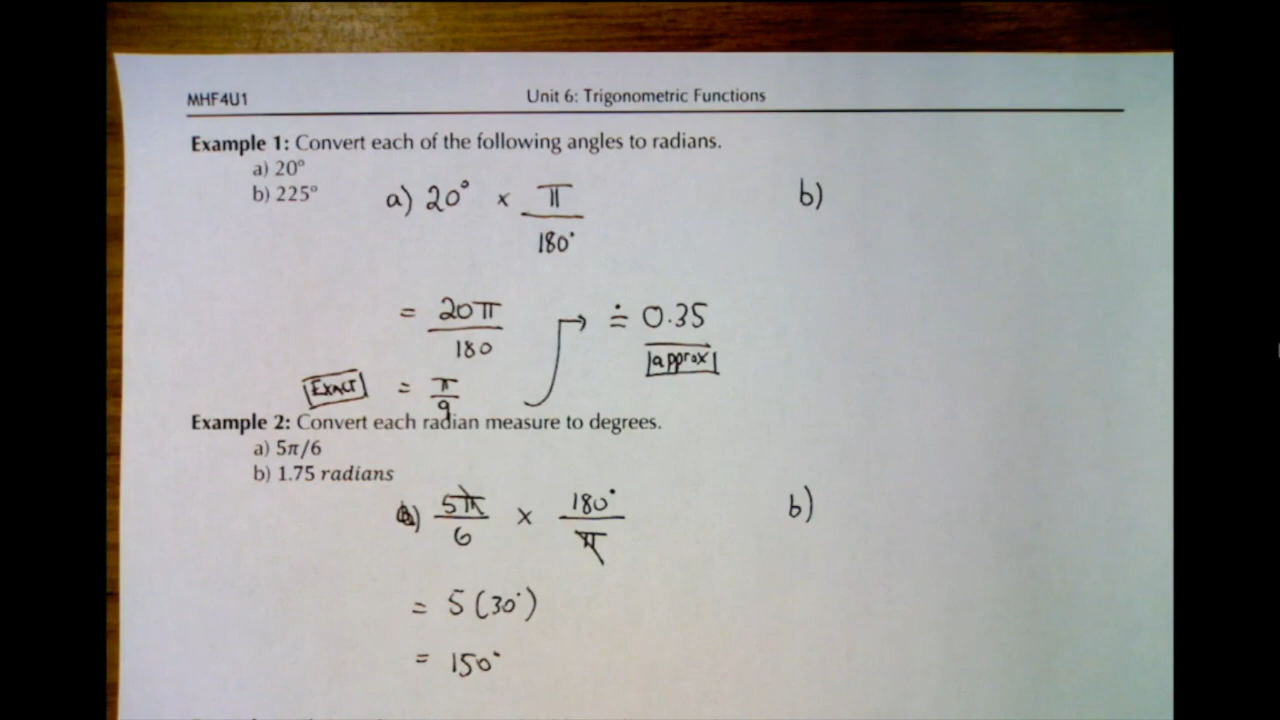 MHF4U1 Unit 6: Trigonometric Functions
Example 1: Convert each of the following angles to radians.
a) 20°
b) 225°
a) 20° × π/180°
b)
= 20π/180
≐ 0.35
approx
EXACT = π/9
Example 2: Convert each radian measure to degrees.
a) 5π/6
b) 1.75 radians
a) 5π/6 × 180°/π
b)
= 5(30°)
= 150°